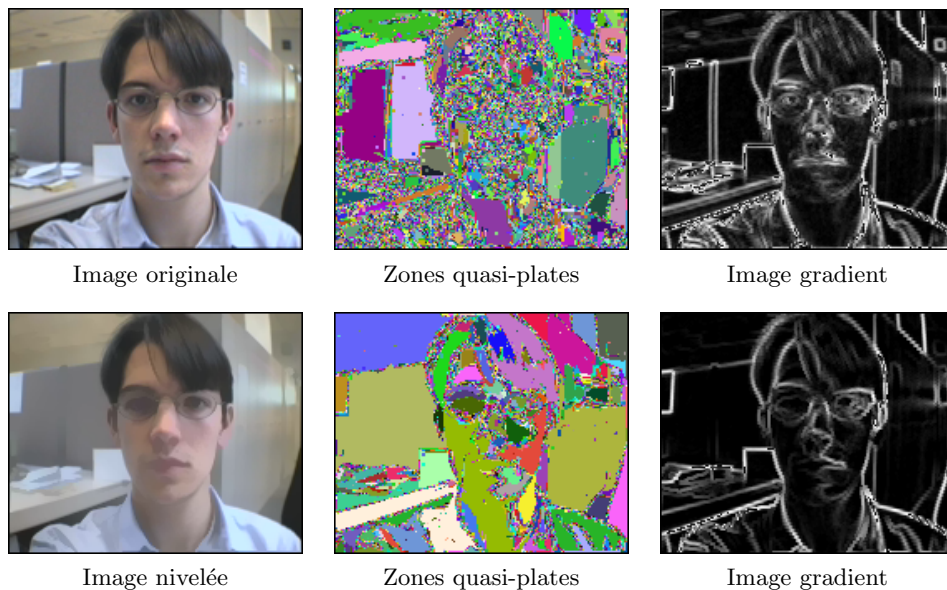 Image originale
Zones quasi-plates
Image gradient
Image nivelée
Zones quasi-plates
Image gradient